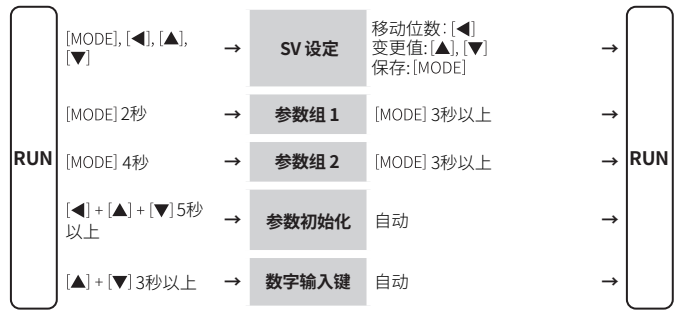 RUN
[MODE], [◀], [▲],
[▼]
→
SV 设定
移动位数: [◀]
变更值: [▲], [▼]
保存: [MODE]
→
[MODE] 2秒
→
参数组 1
[MODE] 3秒以上
→
[MODE] 4秒
→
参数组 2
[MODE] 3秒以上
→
[◀] + [▲] + [▼] 5秒
以上
→
参数初始化
自动
→
[▲] + [▼] 3秒以上
→
数字输入键
自动
→
RUN